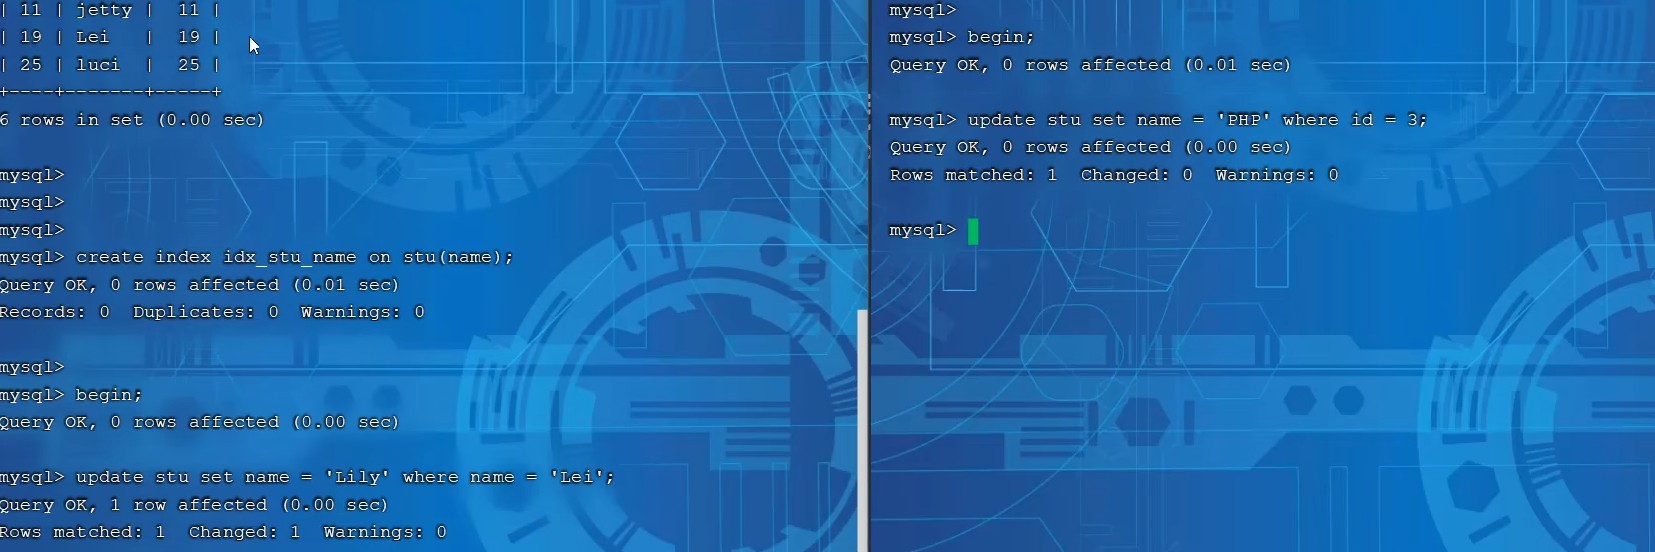 | 11 | jetty |  11 |
| 19 | Lei   |  19 |
| 25 | luci  |  25 |
+----+-------+-----+
6 rows in set (0.00 sec)
mysql>
mysql>
mysql>
mysql> create index idx_stu_name on stu(name);
Query OK, 0 rows affected (0.01 sec)
Records: 0  Duplicates: 0  Warnings: 0
mysql>
mysql> begin;
Query OK, 0 rows affected (0.00 sec)
mysql> update stu set name = 'Lily' where name = 'Lei';
Query OK, 1 row affected (0.00 sec)
Rows matched: 1  Changed: 1  Warnings: 0
mysql>
mysql> begin;
Query OK, 0 rows affected (0.01 sec)
mysql> update stu set name = 'PHP' where id = 3;
Query OK, 0 rows affected (0.00 sec)
Rows matched: 1  Changed: 0  Warnings: 0
mysql>